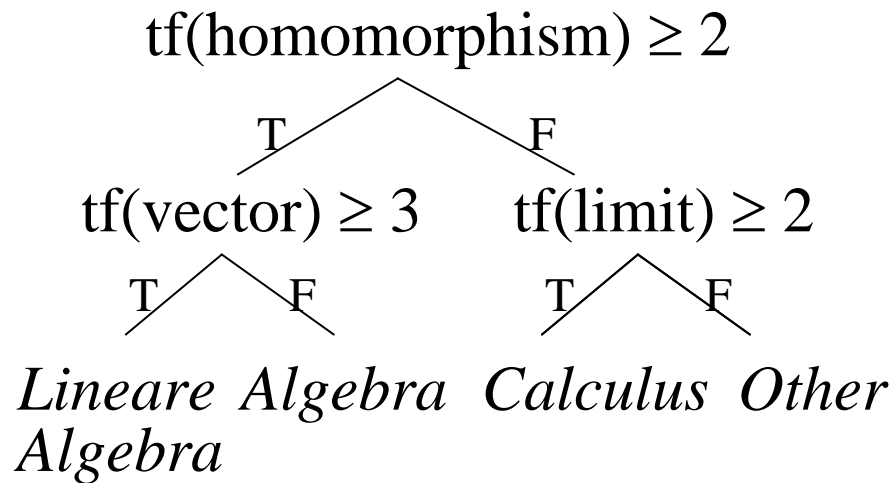 tf(homomorphism) ≥ 2
T F
tf(vector) ≥ 3 tf(limit) ≥ 2
T F T F
Lineare Algebra Calculus Other
Algebra